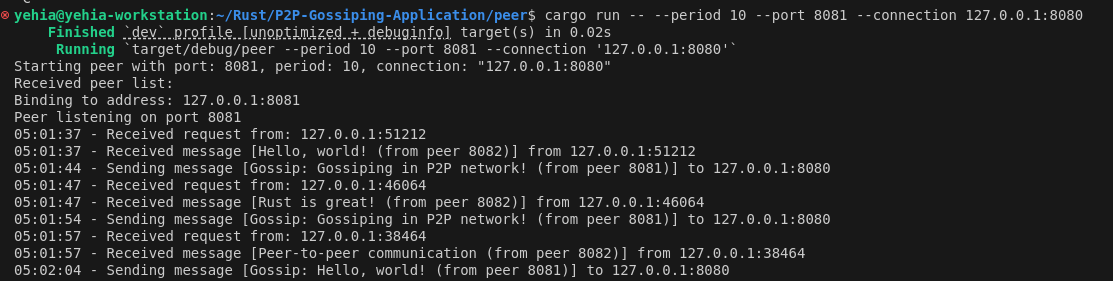 yehia@yehia-workstation:~/Rust/P2P-Gossiping-Application/peer$ cargo run -- --period 10 --port 8081 --connection 127.0.0.1:8080
    Finished `dev` profile [unoptimized + debuginfo] target(s) in 0.02s
     Running `target/debug/peer --period 10 --port 8081 --connection '127.0.0.1:8080'`
Starting peer with port: 8081, period: 10, connection: "127.0.0.1:8080"
Received peer list:
Binding to address: 127.0.0.1:8081
Peer listening on port 8081
05:01:37 - Received request from: 127.0.0.1:51212
05:01:37 - Received message [Hello, world! (from peer 8082)] from 127.0.0.1:51212
05:01:44 - Sending message [Gossip: Gossiping in P2P network! (from peer 8081)] to 127.0.0.1:8080
05:01:47 - Received request from: 127.0.0.1:46064
05:01:47 - Received message [Rust is great! (from peer 8082)] from 127.0.0.1:46064
05:01:54 - Sending message [Gossip: Gossiping in P2P network! (from peer 8081)] to 127.0.0.1:8080
05:01:57 - Received request from: 127.0.0.1:38464
05:01:57 - Received message [Peer-to-peer communication (from peer 8082)] from 127.0.0.1:38464
05:02:04 - Sending message [Gossip: Hello, world! (from peer 8081)] to 127.0.0.1:8080